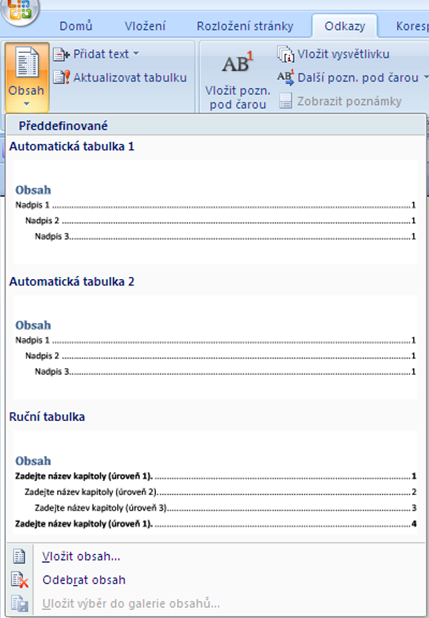 Domů Vložení Rozložení stránky Odkazy Koresp
Obsah
Přidat text
Aktualizovat tabulku
AB1
Vložit pozn. pod čarou
Vložit vysvětlivku
Další pozn. pod čarou
Zobrazit poznámky
Předdefinované
Automatická tabulka 1
Obsah
Nadpis 1 ........................................ 1
Nadpis 2 ........................................ 1
Nadpis 3........................................ 1
Automatická tabulka 2
Obsah
Nadpis 1 ........................................ 1
Nadpis 2 ........................................ 1
Nadpis 3........................................ 1
Ruční tabulka
Obsah
Zadejte název kapitoly (úroveň 1). ........................................ 1
Zadejte název kapitoly (úroveň 2)........................................ 2
Zadejte název kapitoly (úroveň 3)........................................ 3
Zadejte název kapitoly (úroveň 1). ........................................ 4
Vložit obsah...
Odebrat obsah
Uložit výběr do galerie obsahů...